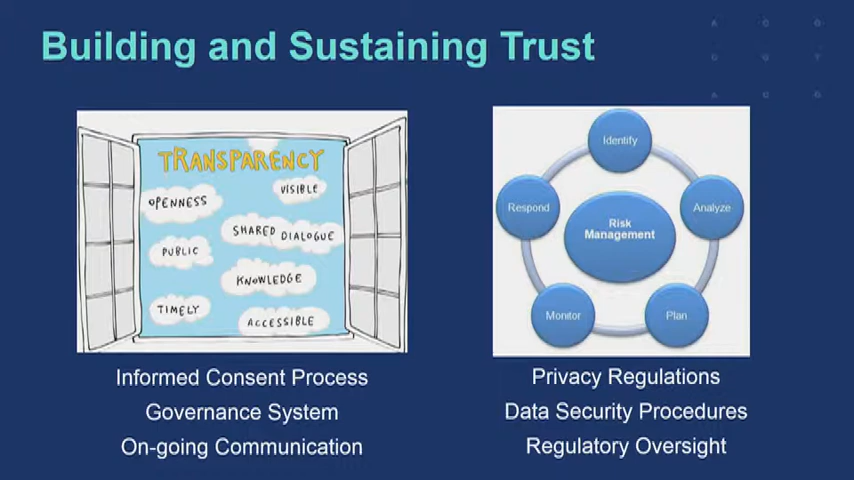 Building and Sustaining Trust
TRANSPARENCY
OPENNESS
VISIBLE
SHARED DIALOGUE
PUBLIC
KNOWLEDGE
TIMELY
ACCESSIBLE
Informed Consent Process
Governance System
On-going Communication
Identify
Respond
Analyze
Risk
Management
Monitor
Plan
Privacy Regulations
Data Security Procedures
Regulatory Oversight